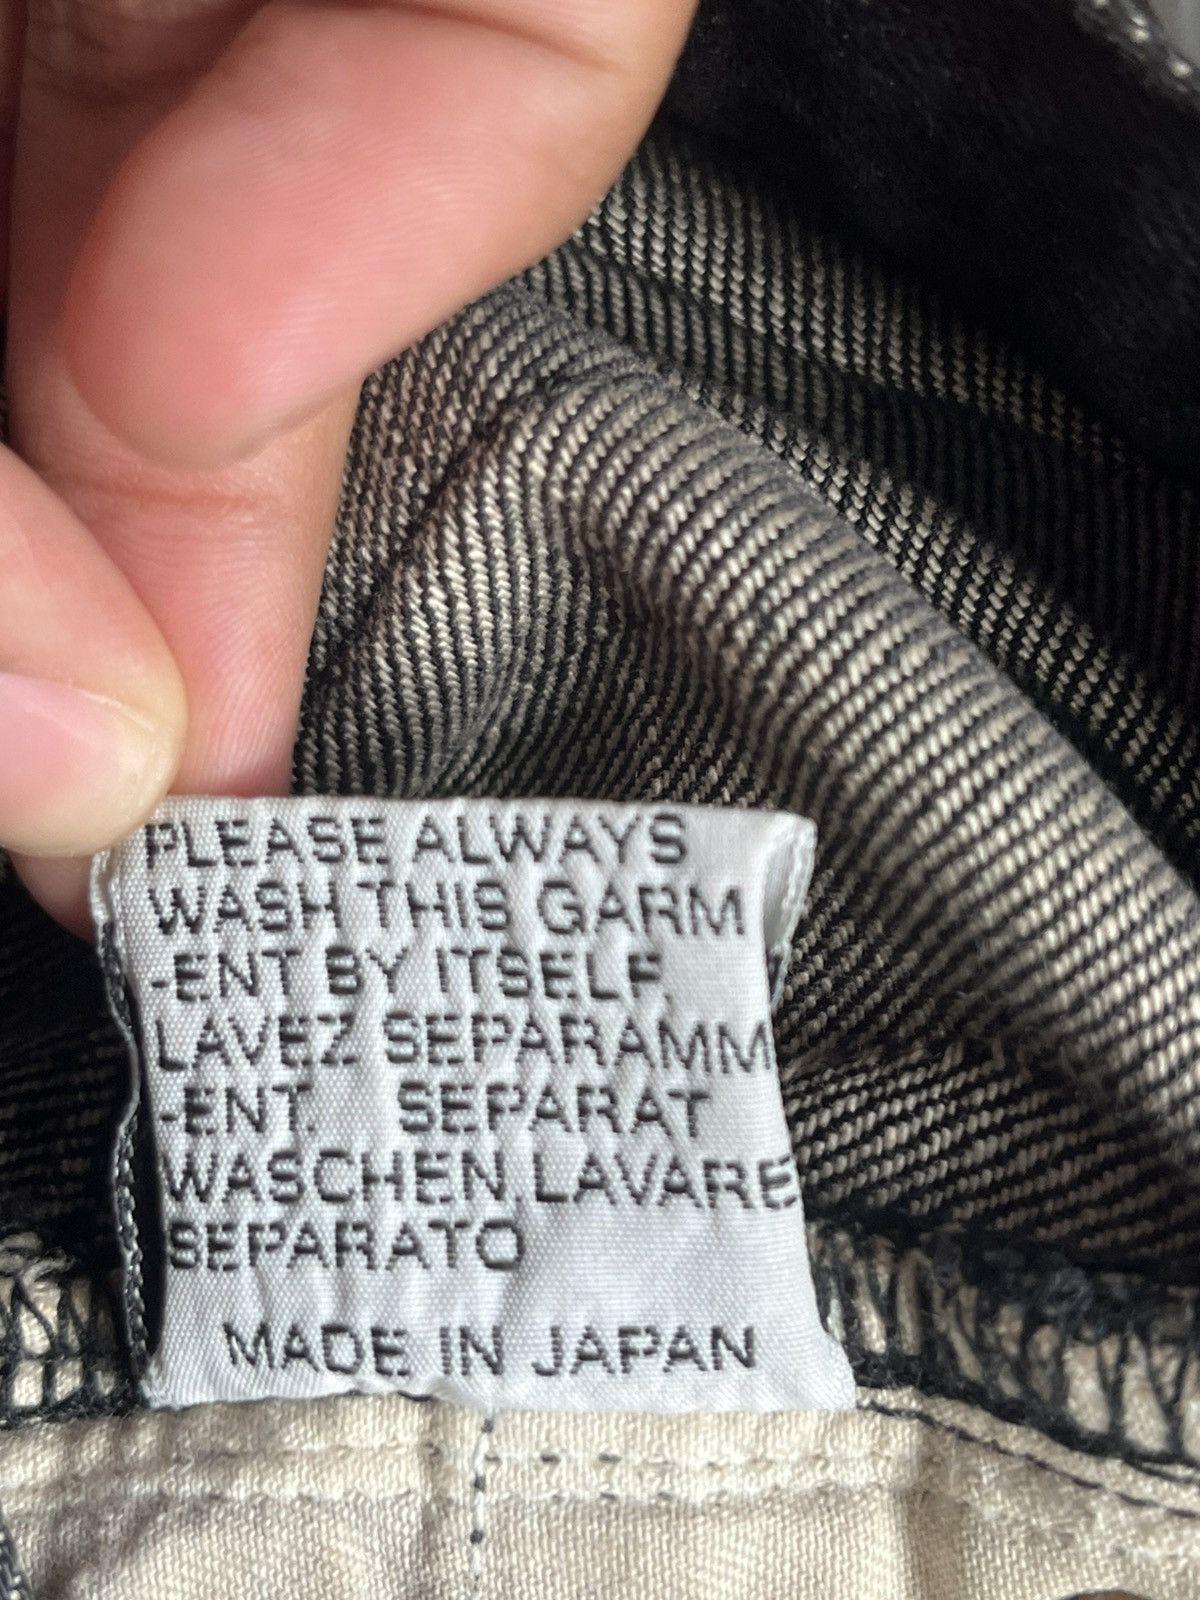 PLEASE ALWAYS
WASH THIS GARM
-ENT BY ITSELF.
LAVEZ SEPARAMM
-ENT. SEPARAT
WASCHEN LAVARE
SEPARATO
MADE IN JAPAN